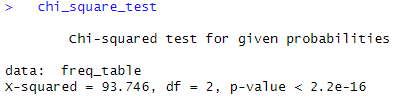 > chi_square_test
Chi-squared test for given probabilities
data: freq_table
X-squared = 93.746, df = 2, p-value < 2.2e-16